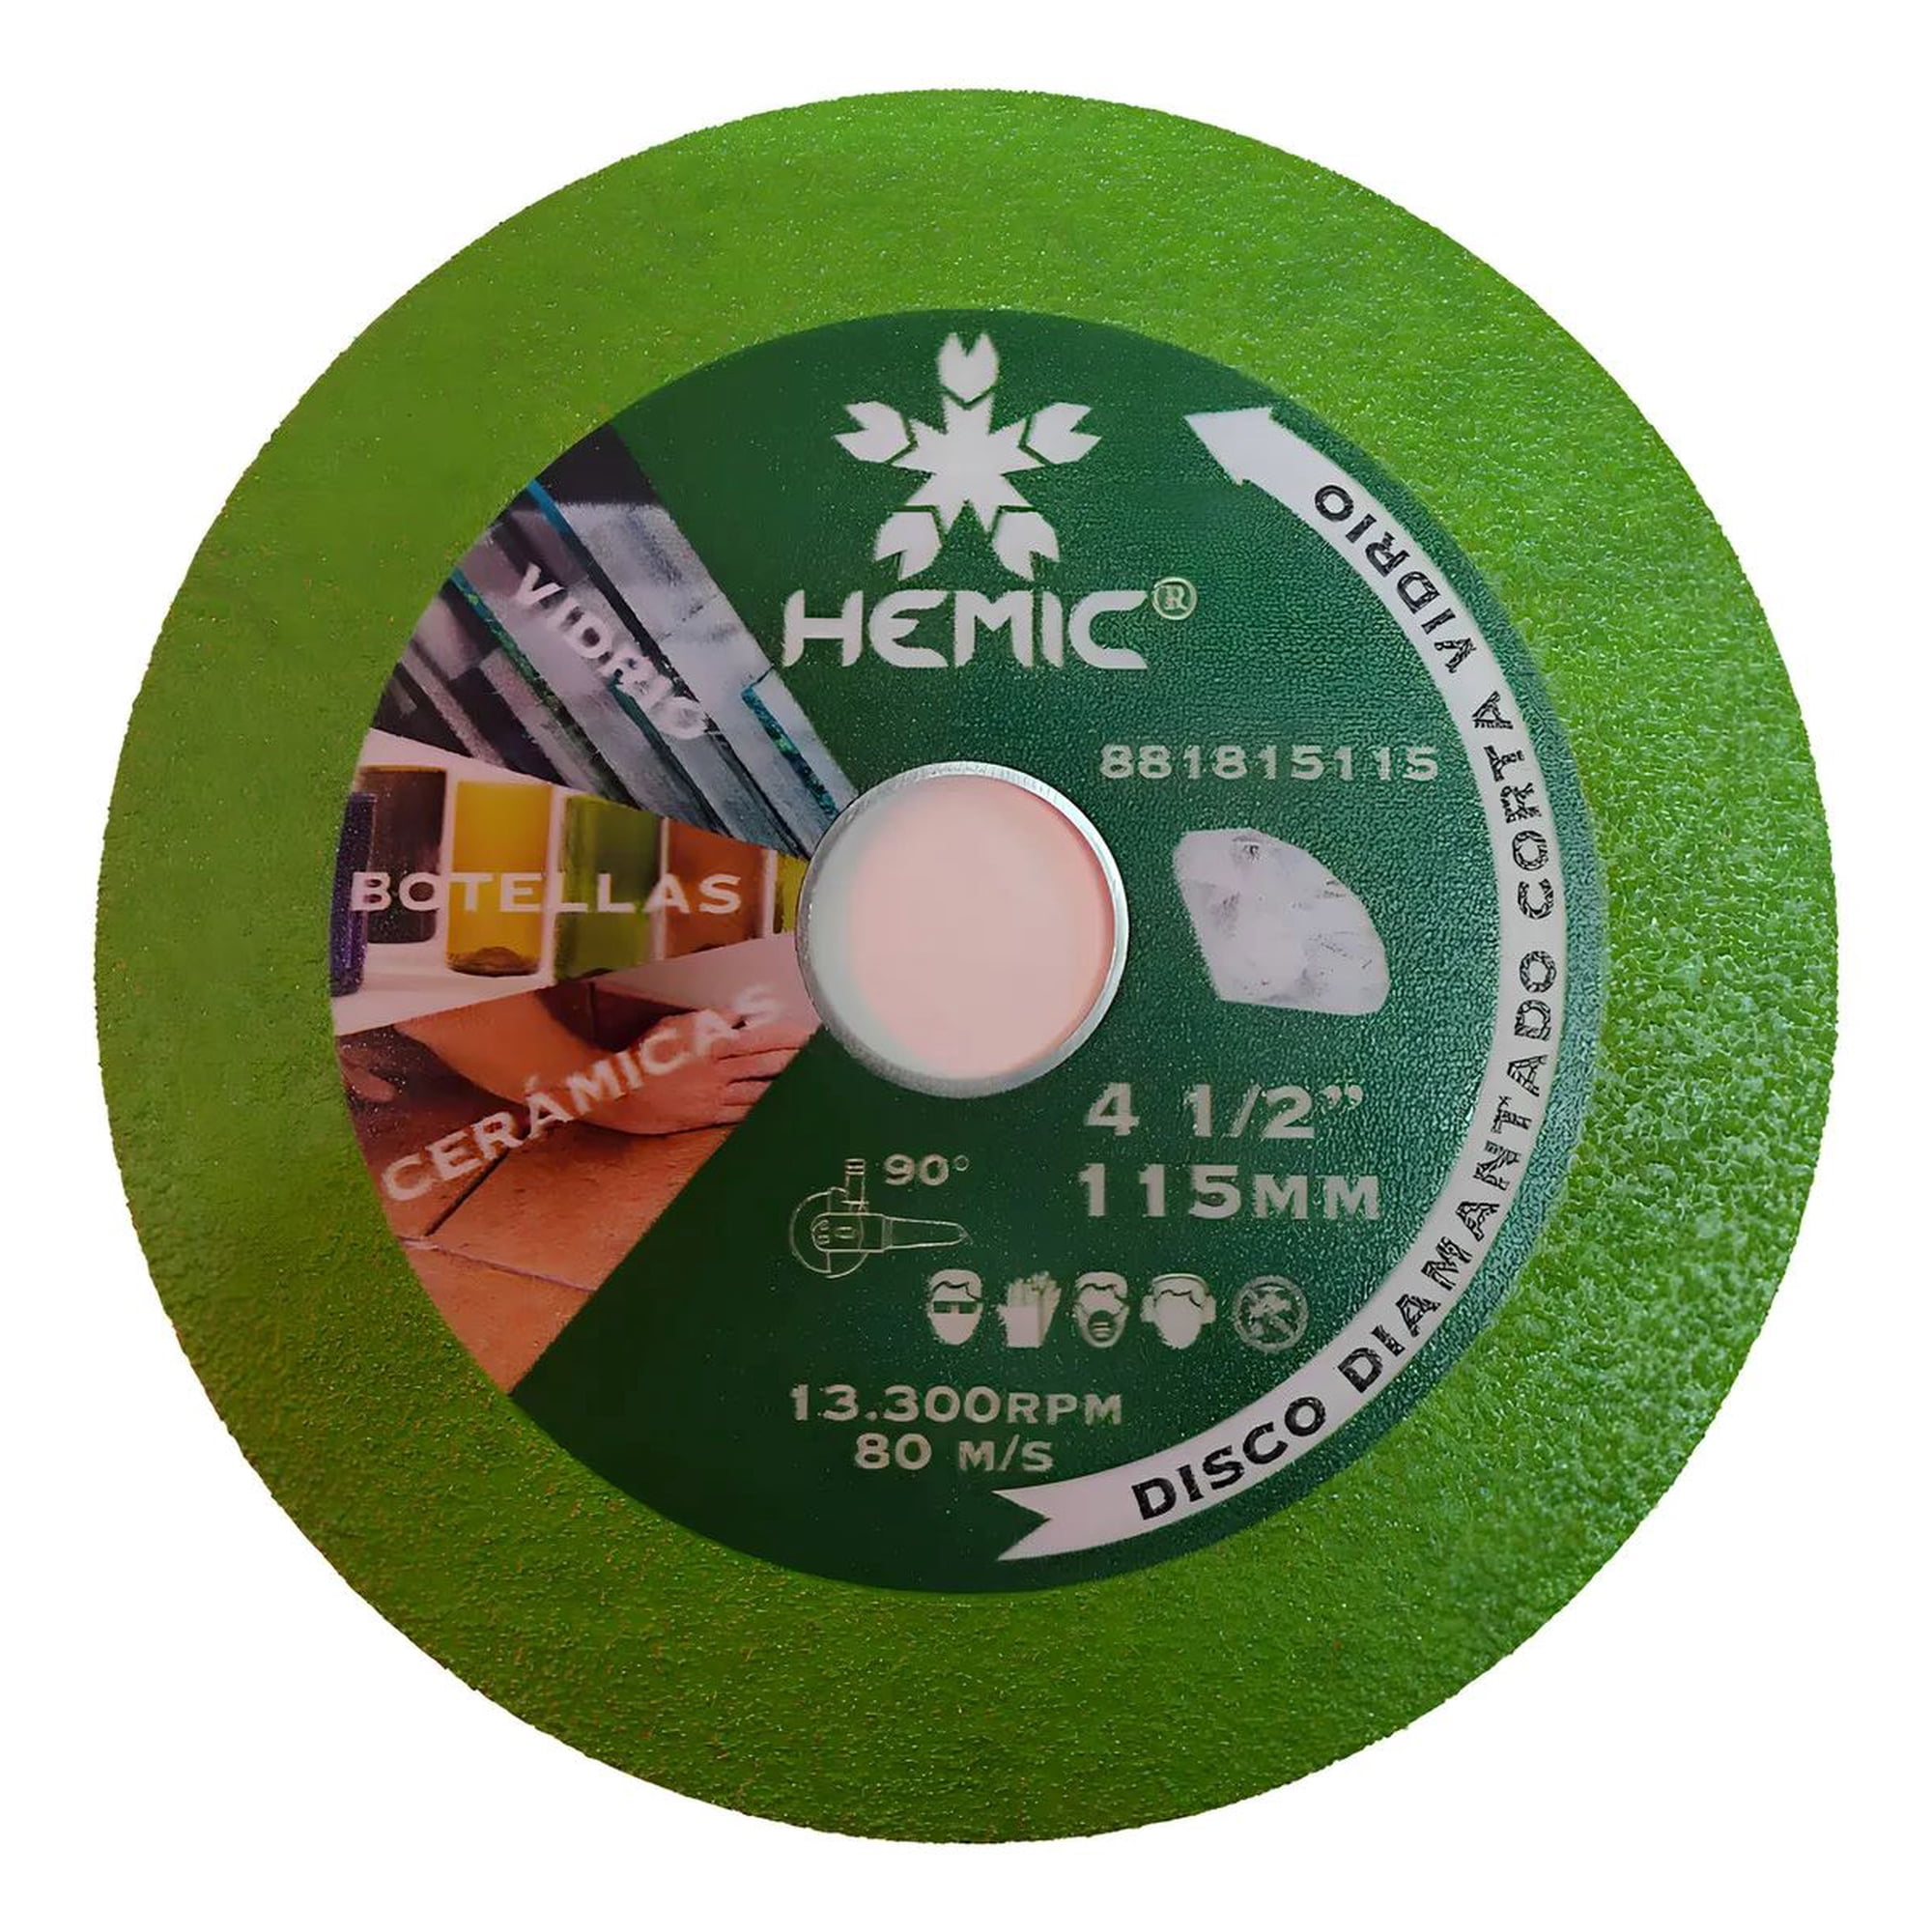 HEMIC®
VIDRIO
881815115
BOTELLAS
CERÁMICAS
4 1/2”
115MM
90°
13.300RPM
80 M/S
DISCO DIAMANTADO CORTA VIDRIO